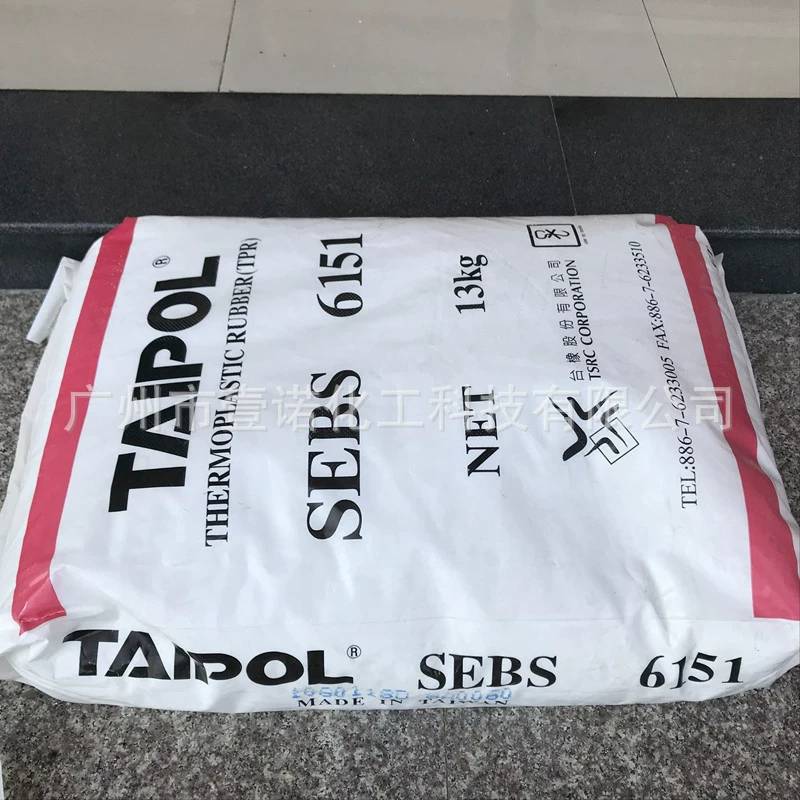 TAIPOL®
THERMOPLASTIC RUBBER(TPR)
SEBS 6151
NET 13kg
台橡股份有限公司
TSRC CORPORATION
TEL:886-7-6233005 FAX:886-7-6233510
广州市壹诺化工科技有限公司
TAIPOL® SEBS 6151
MADE IN TAIWAN